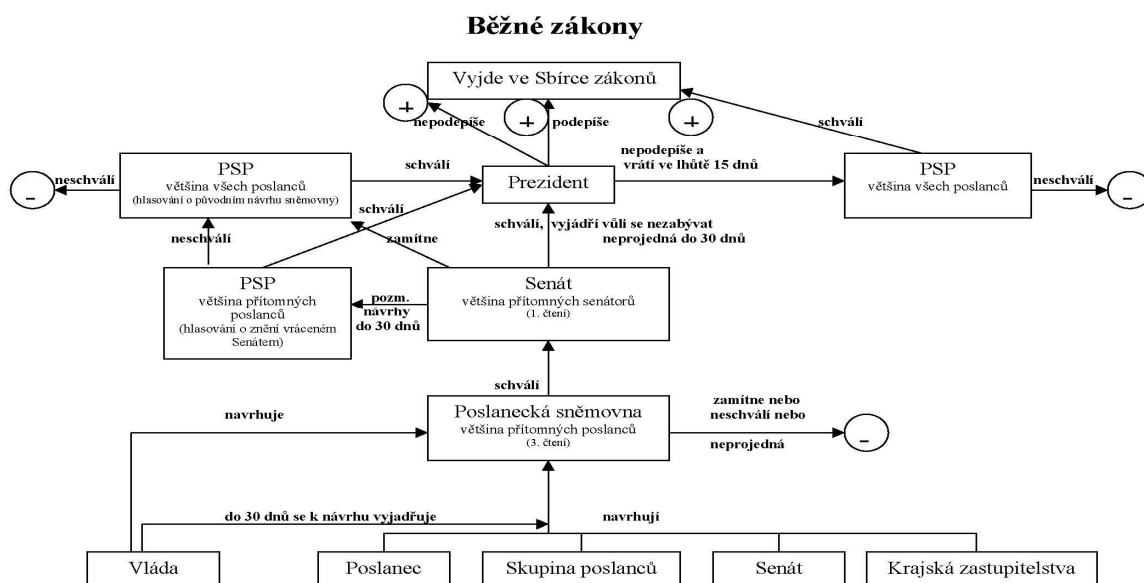 Běžné zákony
Vyjde ve Sbírce zákonů
+
+
+
nepodepíše
podepíše
schválí
nepodepíše a
vrátí ve lhůtě 15 dnů
PSP
většina všech poslanců
(hlasování o původním návrhu sněmovny)
neschválí
-
schválí
Prezident
PSP
většina všech poslanců
neschválí
-
schválí
neschválí
zamítne
schválí, vyjádří vůli se nezabývat
neprojedná do 30 dnů
PSP
většina přítomných
poslanců
(hlasování o znění vráceném
Senátem)
pozm.
návrhy
do 30 dnů
Senát
většina přítomných senátorů
(1. čtení)
schválí
navrhuje
Poslanecká sněmovna
většina přítomných poslanců
(3. čtení)
zamítne nebo
neschválí nebo
neprojedná
-
do 30 dnů se k návrhu vyjadřuje
navrhují
Vláda
Poslanec
Skupina poslanců
Senát
Krajská zastupitelstva